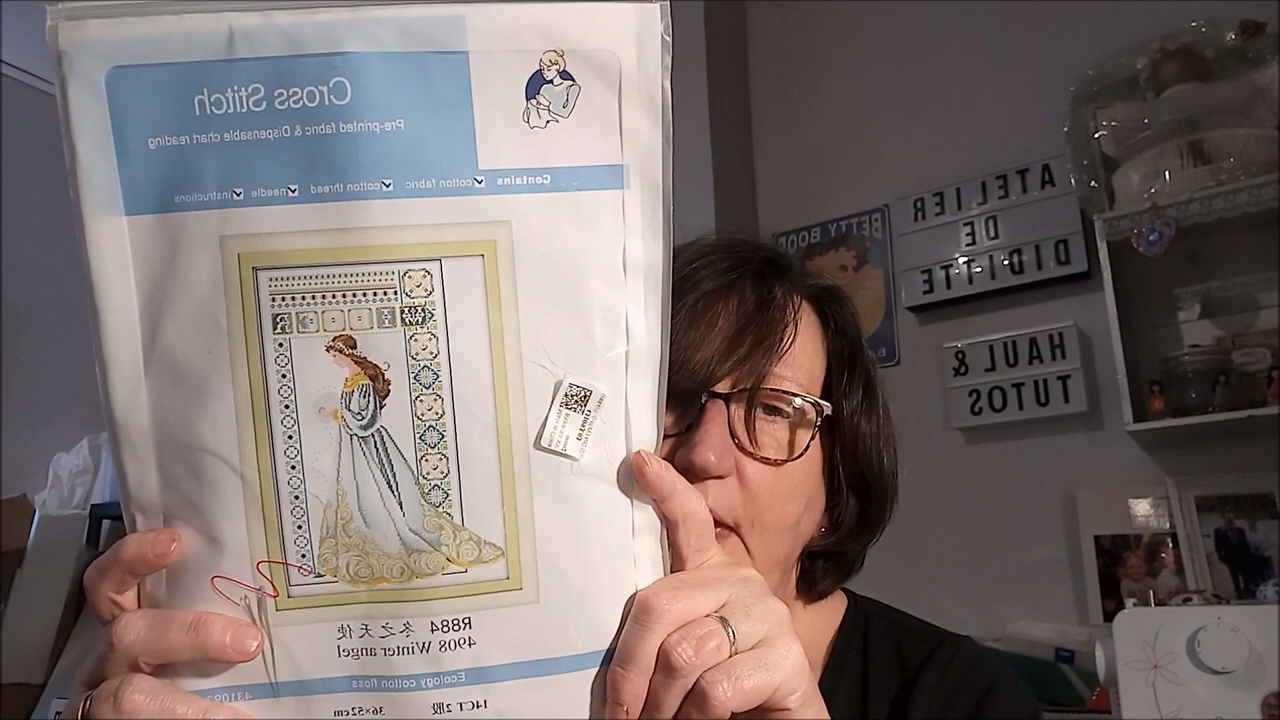 Cross Stitch
Pre-printed fabric & Dispensable chart reading
Contains cotton fabric cotton thread needle instructions
R884 冬之天使
4908 Winter angel
Ecology cotton floss
14CT 2股 36×52cm
BETTY BOOP
ATELIER
DE
DIDITTE
HAUL &
TUTOS